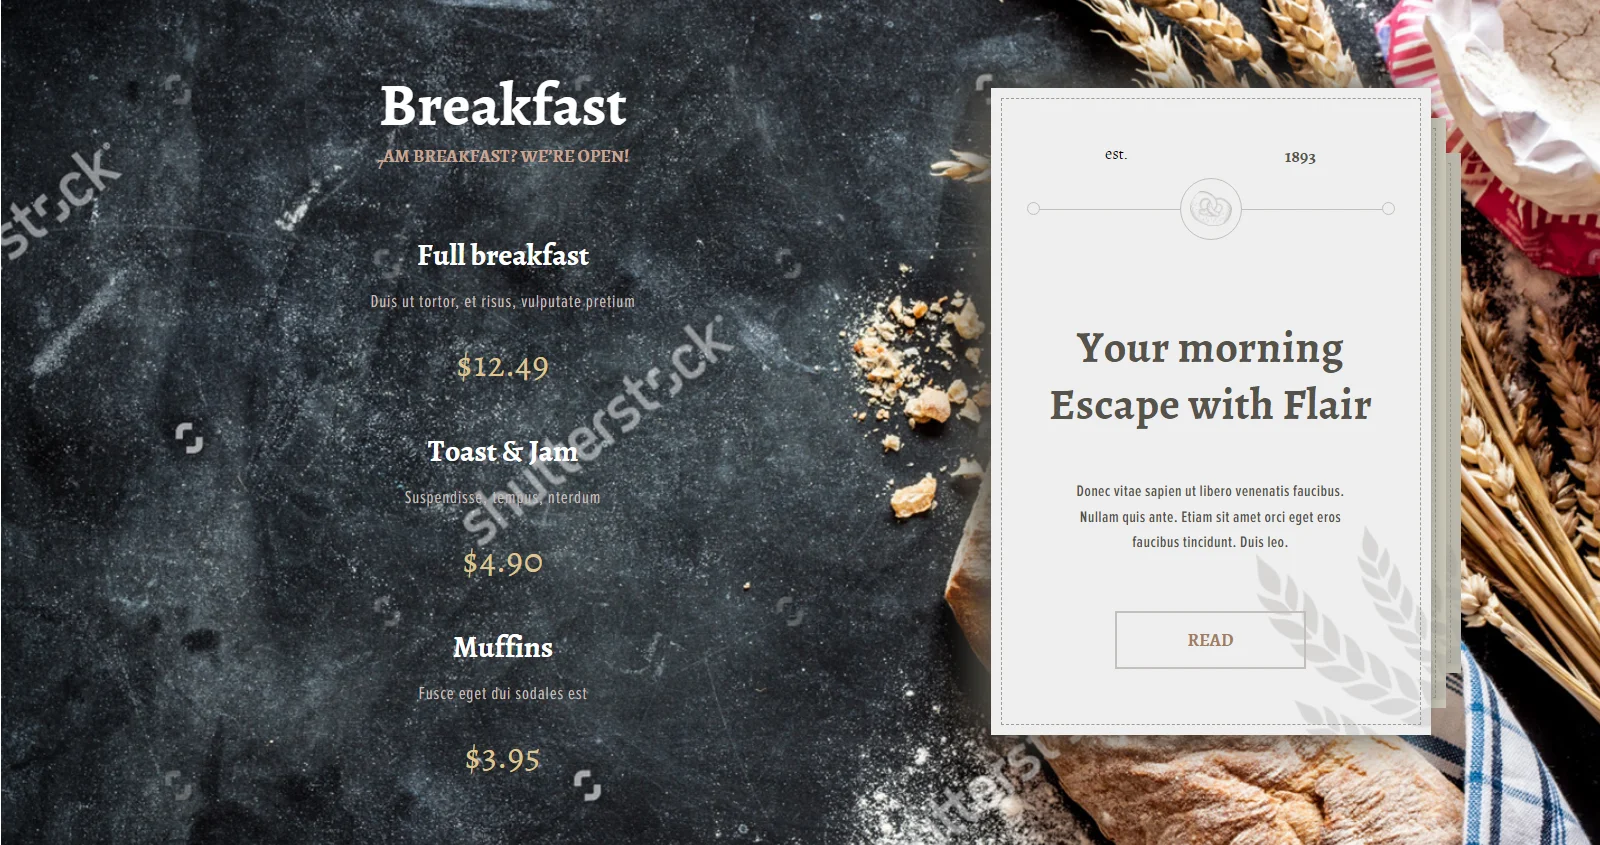 Breakfast
,AM BREAKFAST? WE'RE OPEN!
Full breakfast
Duis ut tortor, et risus, vulputate pretium
$12.49
Toast & Jam
Suspendisse, tempus, nterdum
$4.90
Muffins
Fusce eget dui sodales est
$3.95
est.
1893
Your morning
Escape with Flair
Donec vitae sapien ut libero venenatis faucibus.
Nullam quis ante. Etiam sit amet orci eget eros
faucibus tincidunt. Duis leo.
READ
shutterstock